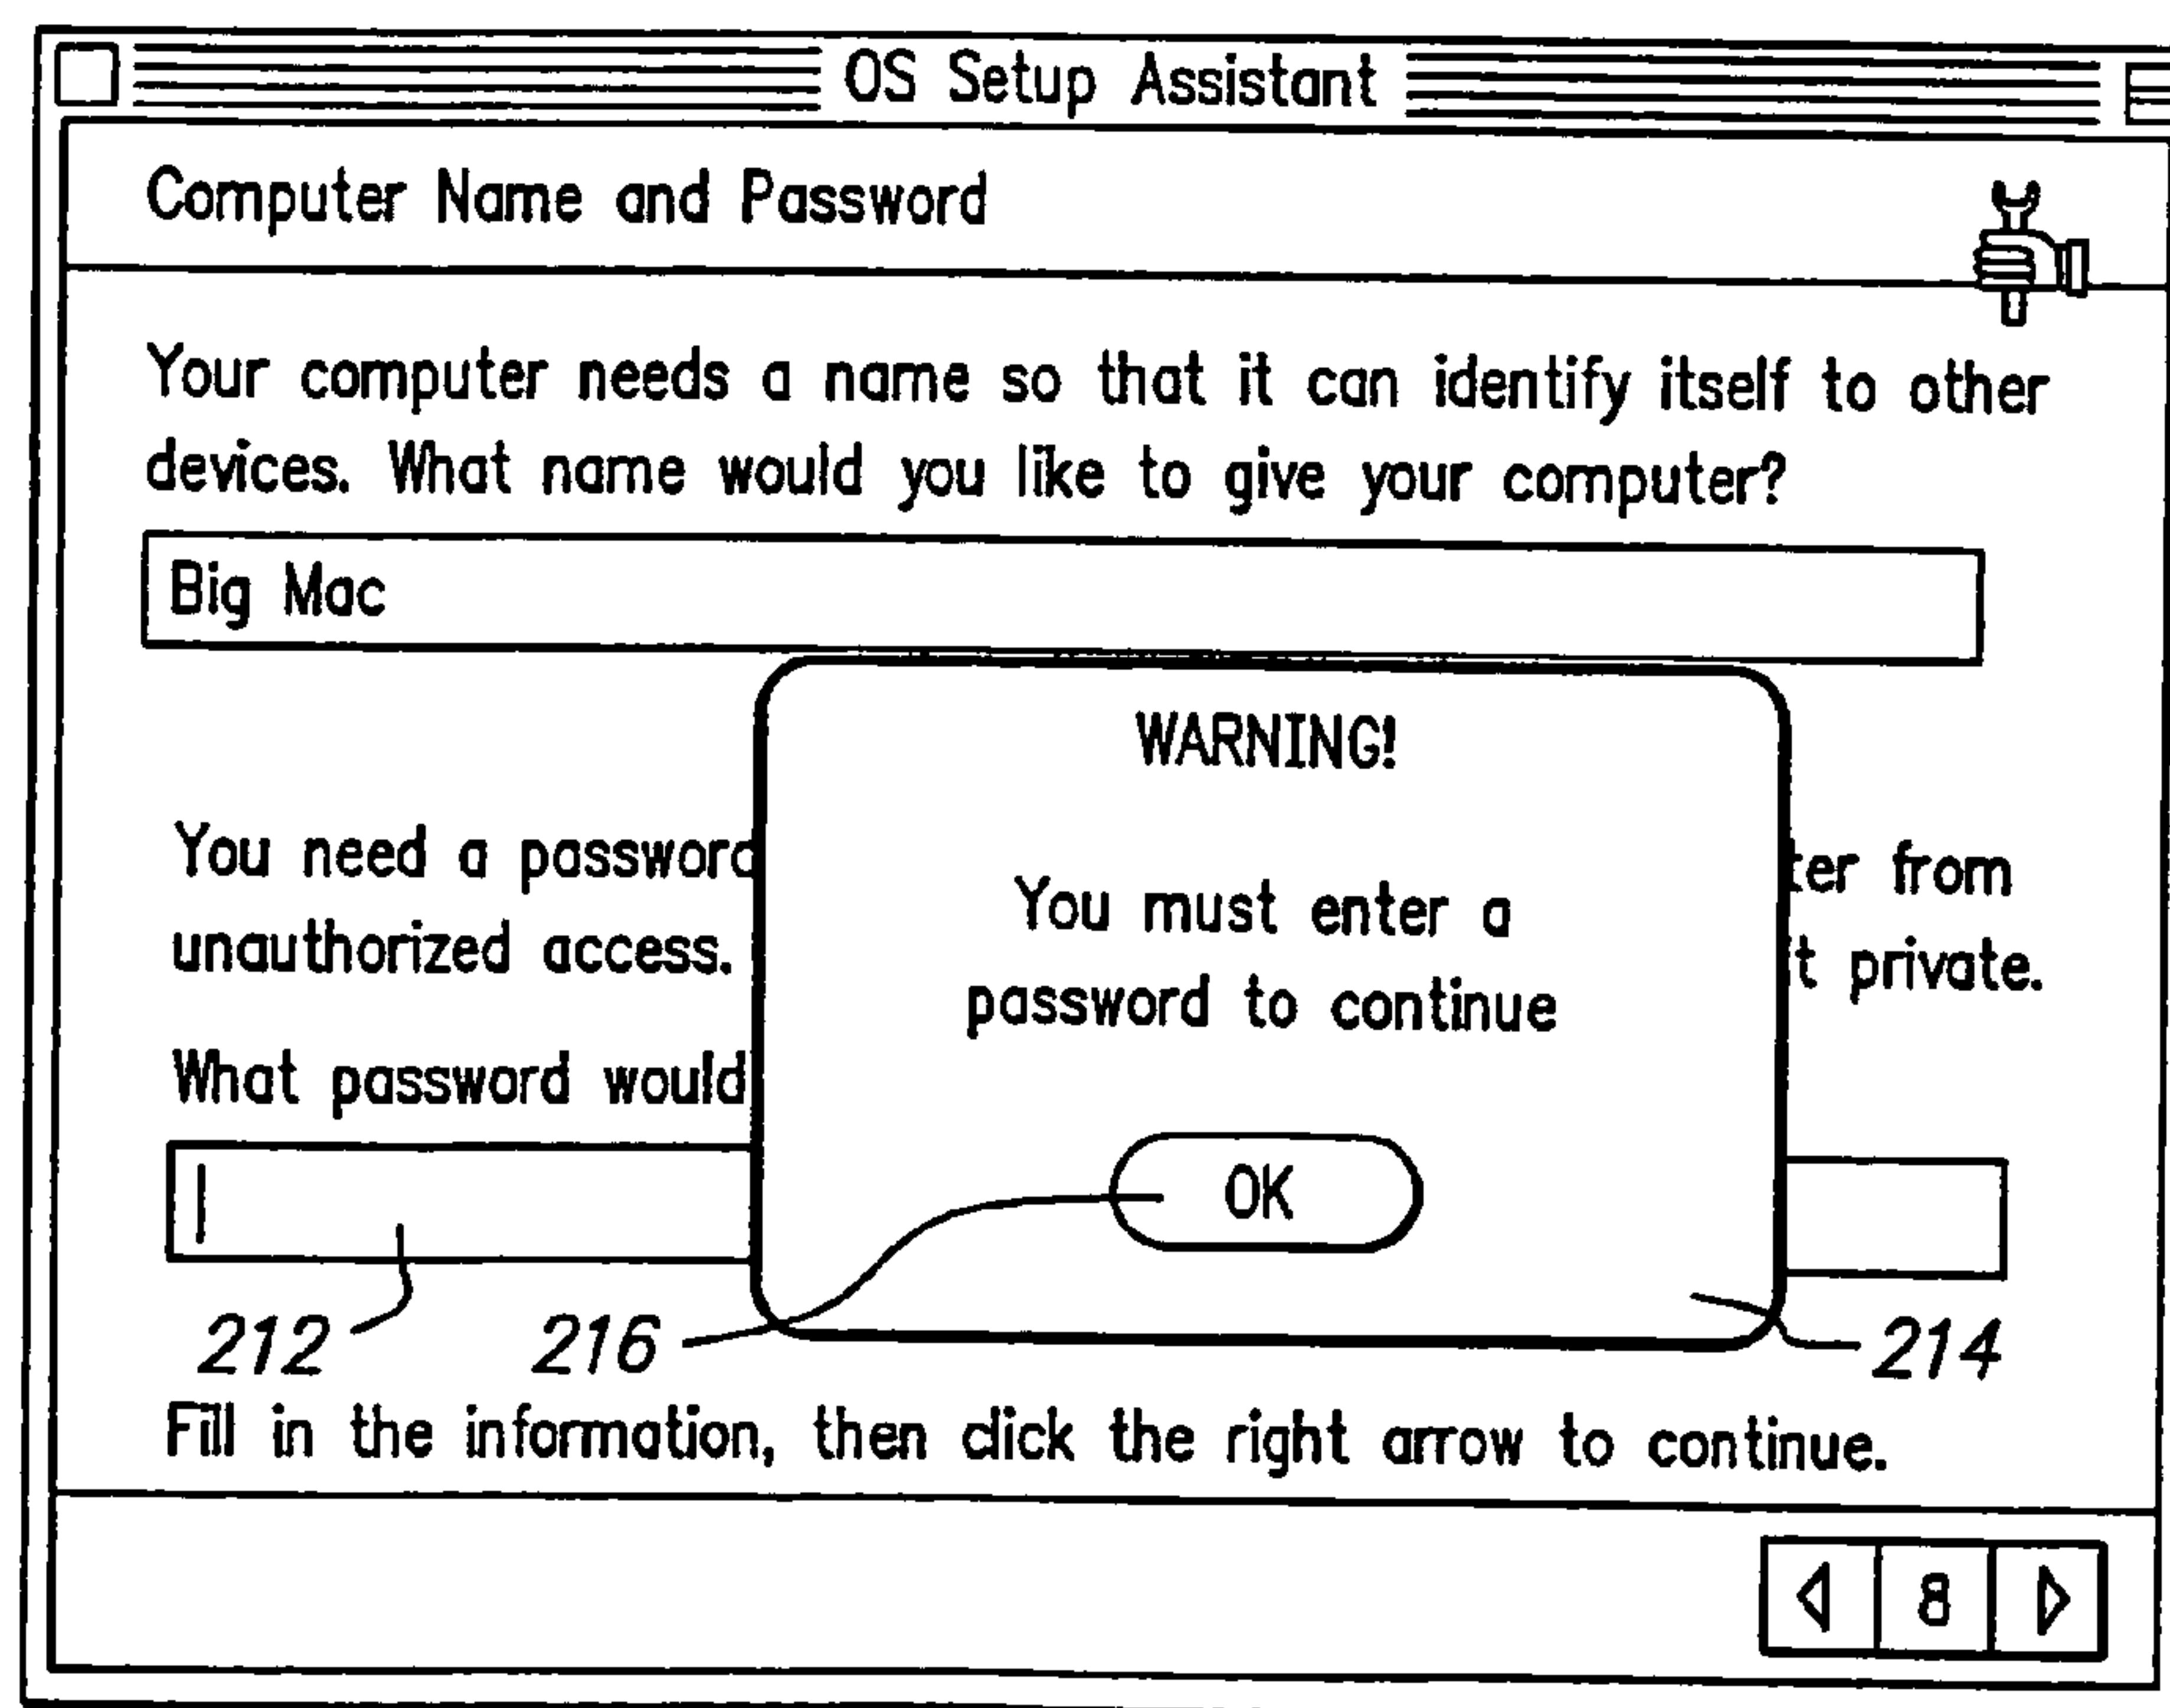 OS Setup Assistant
Computer Name and Password
Your computer needs a name so that it can identify itself to other
devices. What name would you like to give your computer?
Big Mac
WARNING!
You need a password
from
You must enter a
unauthorized access.
private.
password to continue
What password would
OK
212
216
214
Fill in the information, then click the right arrow to continue.
8